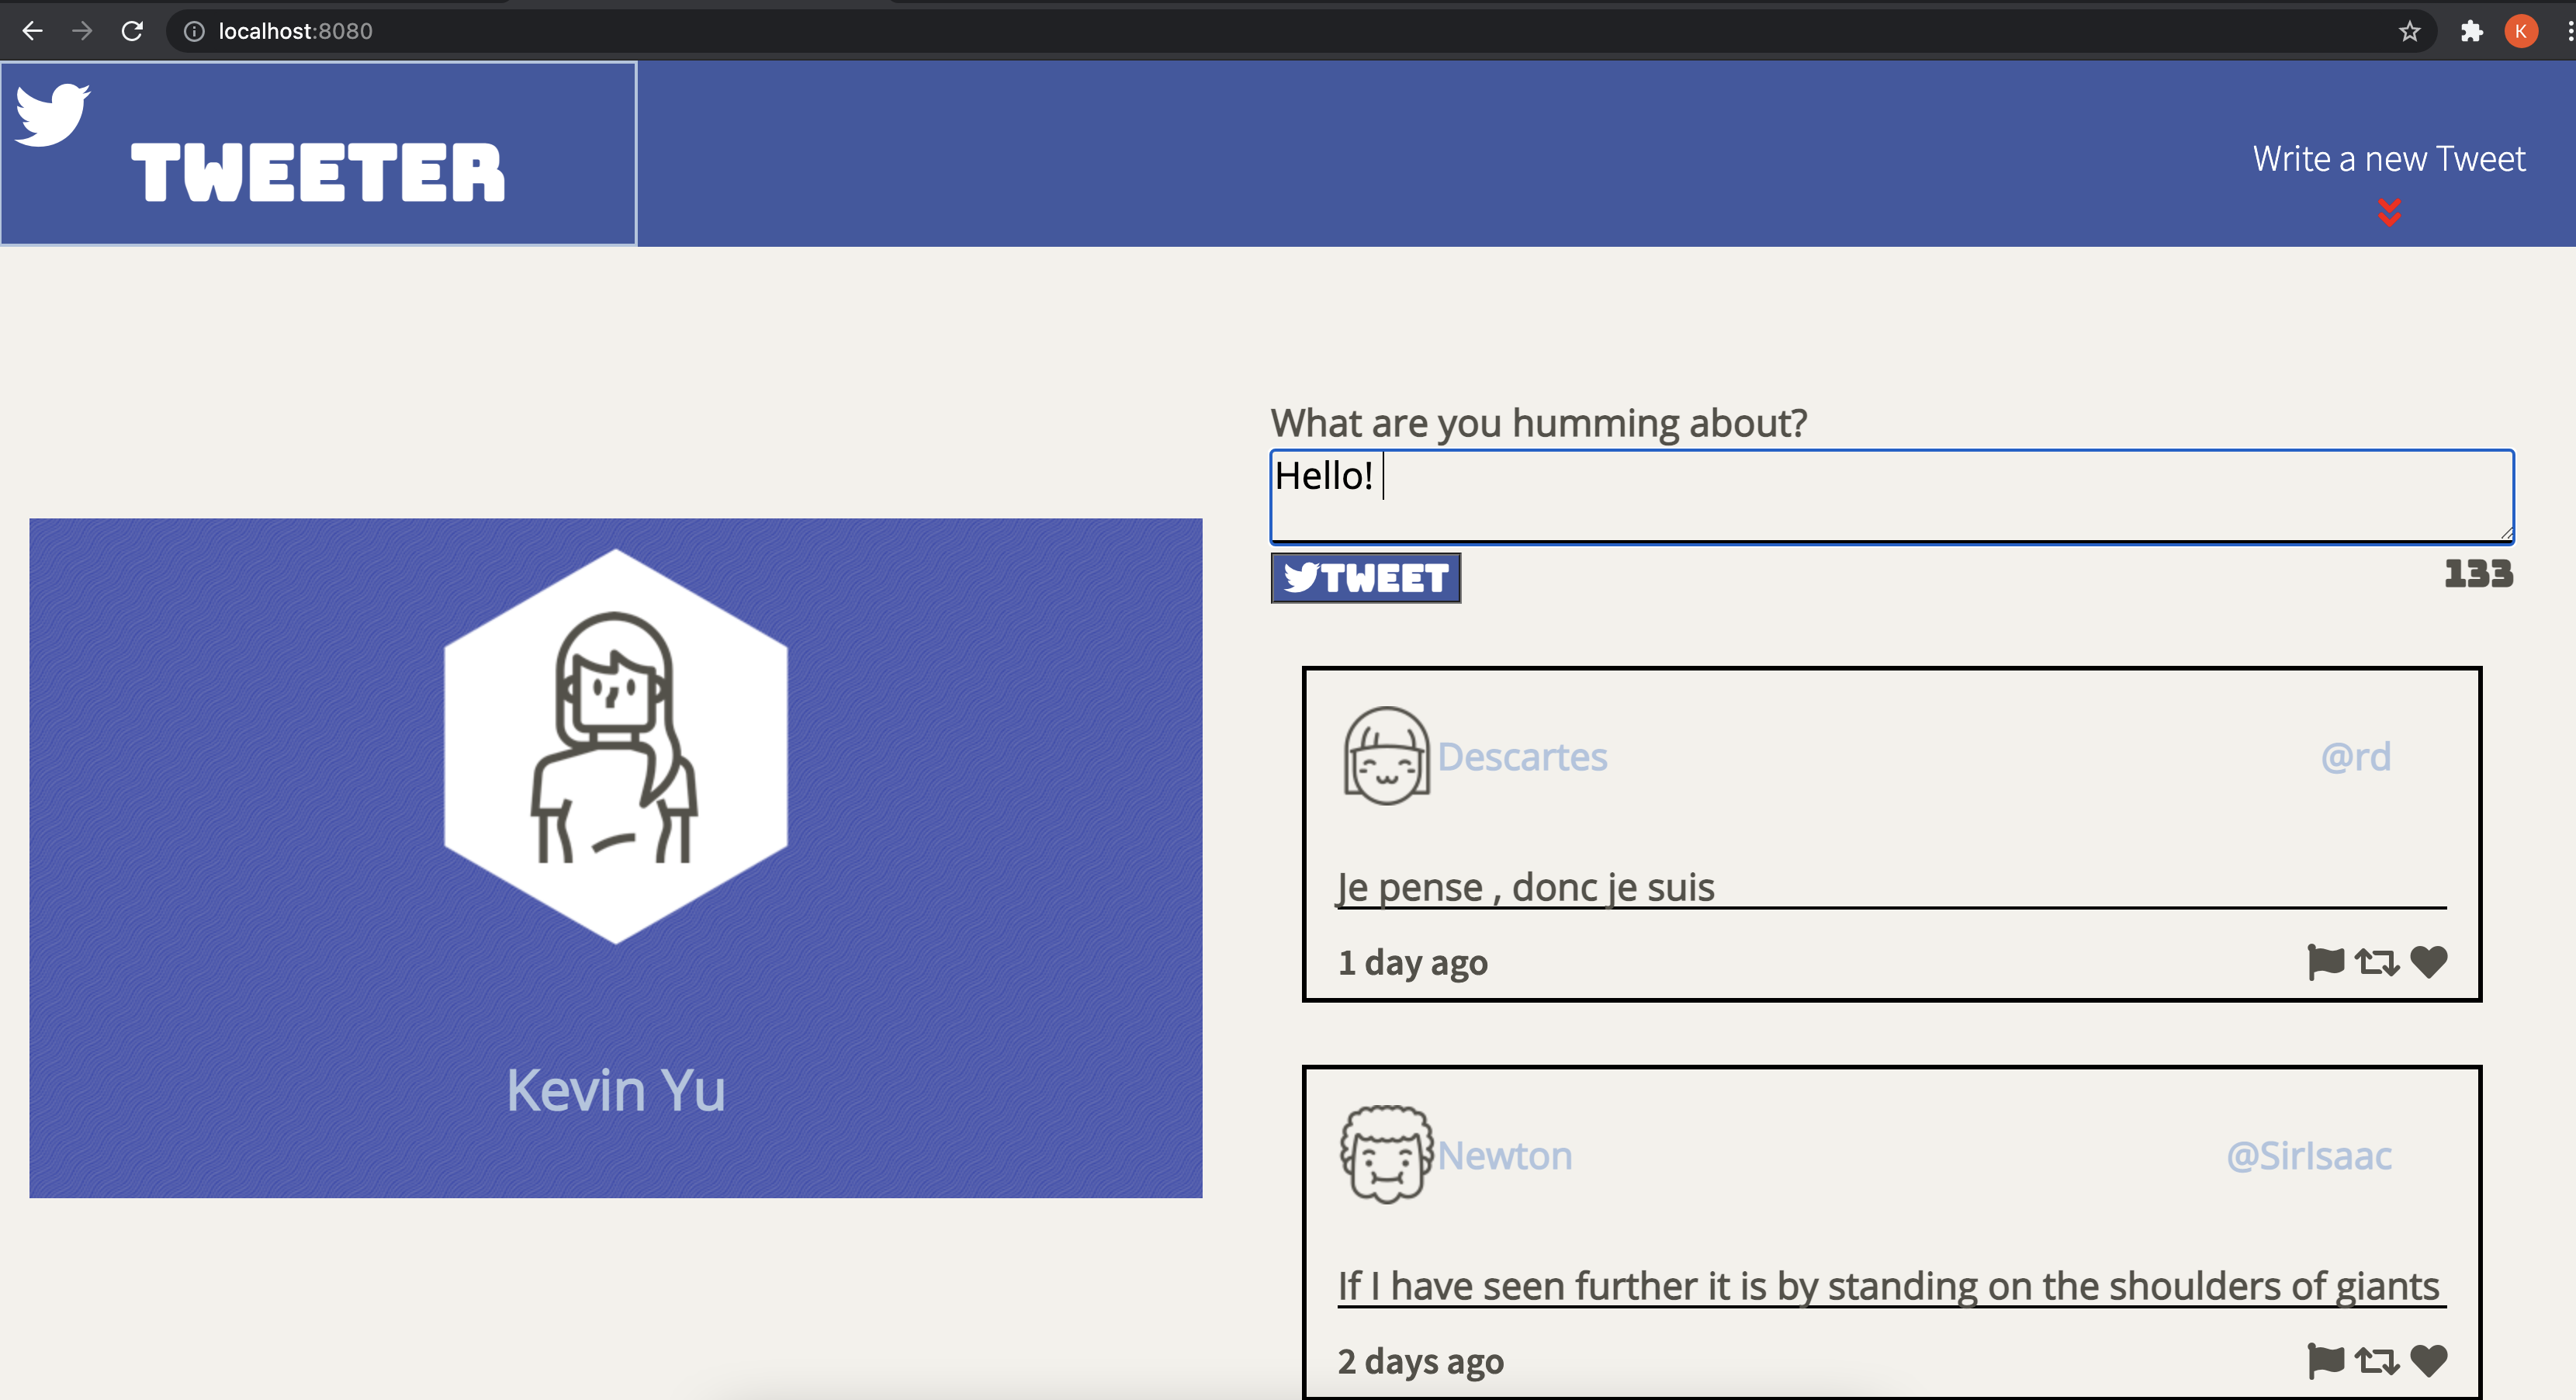 localhost:8080
K
TWEETER
Write a new Tweet
What are you humming about?
Hello!
TWEET
133
Kevin Yu
Descartes
@rd
Je pense , donc je suis
1 day ago
Newton
@SirIsaac
If I have seen further it is by standing on the shoulders of giants
2 days ago